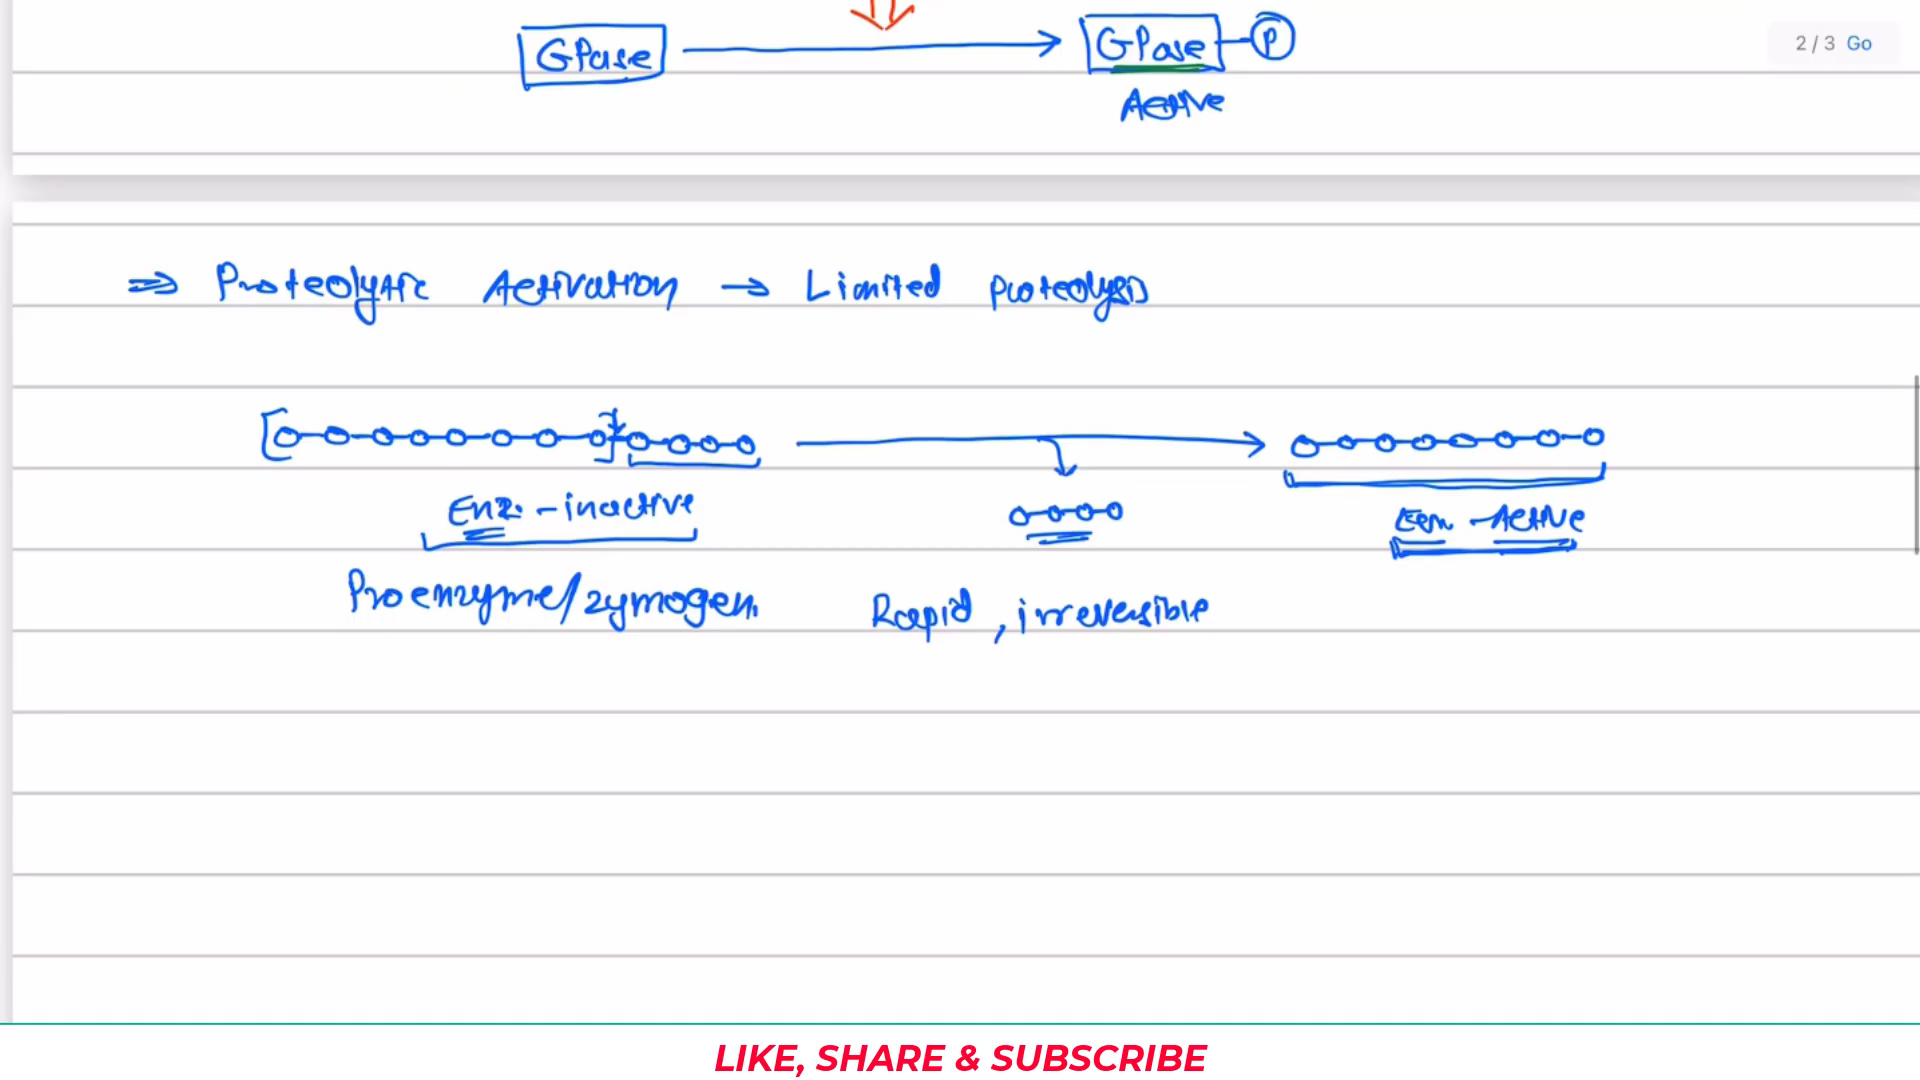 GPase → GPase - P
2 / 3 Go
Active
⇒ Proteolytic Activation → Limited proteolysis
Enz. - inactive
Enz - Active
Proenzyme/zymogen. Rapid, irreversible
LIKE, SHARE & SUBSCRIBE